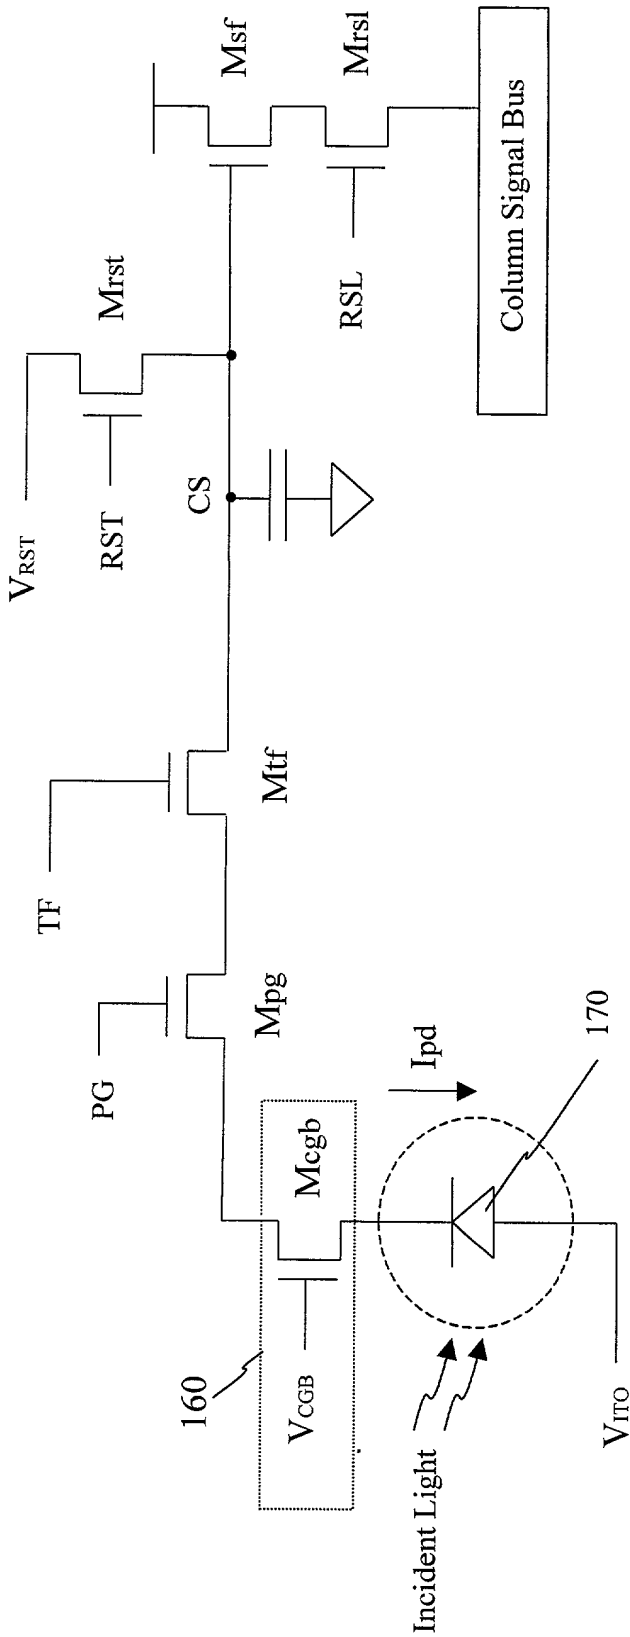 VRST
RST
Mrst
Msf
Mrsl
RSL
CS
TF
Mtf
PG
Mpg
160
VCGB
Mcgb
Ipd
170
Incident Light
VITO
Column Signal Bus